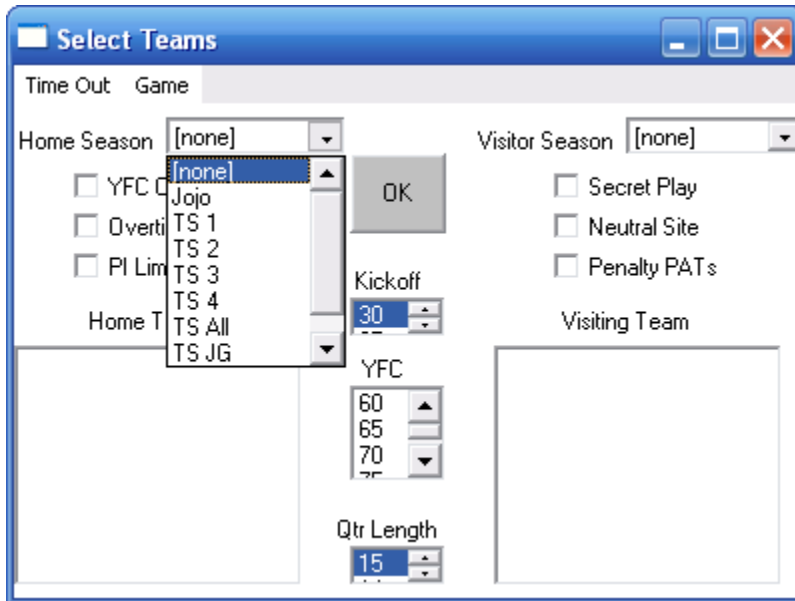 Select Teams
Time Out Game
Home Season [none]
Visitor Season [none]
[none]
Jojo
TS 1
TS 2
TS 3
TS 4
TS All
TS JG
YFC
Overti
PI Lim
OK
Secret Play
Neutral Site
Penalty PATs
Kickoff
30
Home T
Visiting Team
YFC
60
65
70
75
Qtr Length
15